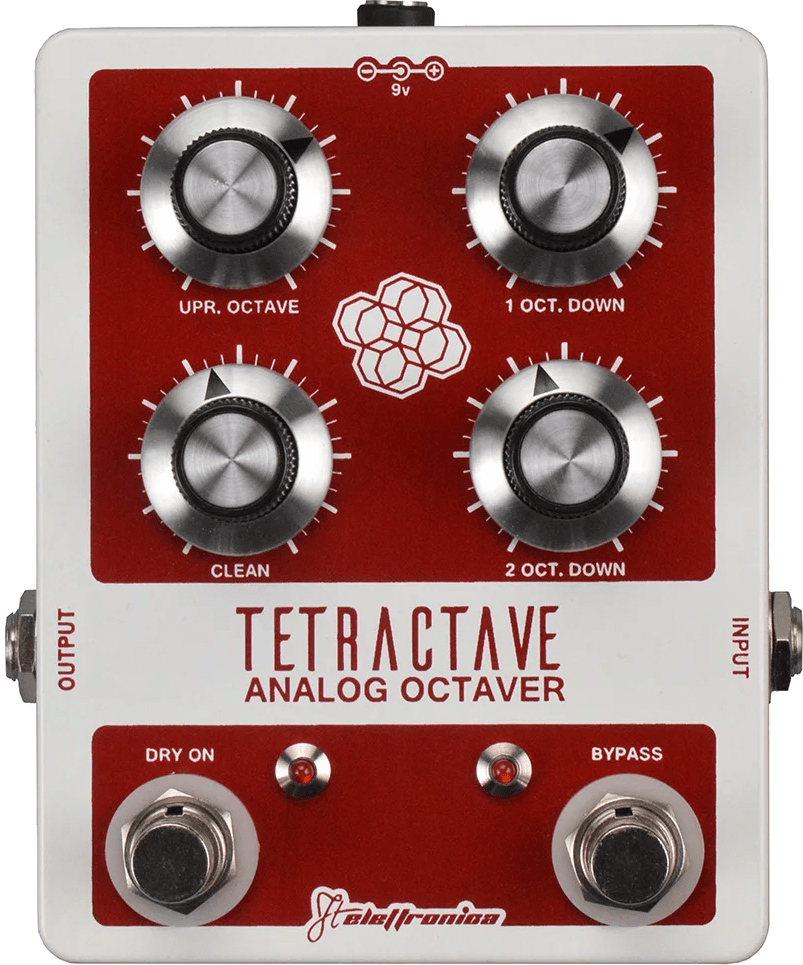 9v
UPR. OCTAVE
1 OCT. DOWN
CLEAN
2 OCT. DOWN
OUTPUT
INPUT
TETRACTAVE
ANALOG OCTAVER
DRY ON
BYPASS
Jt elettronica